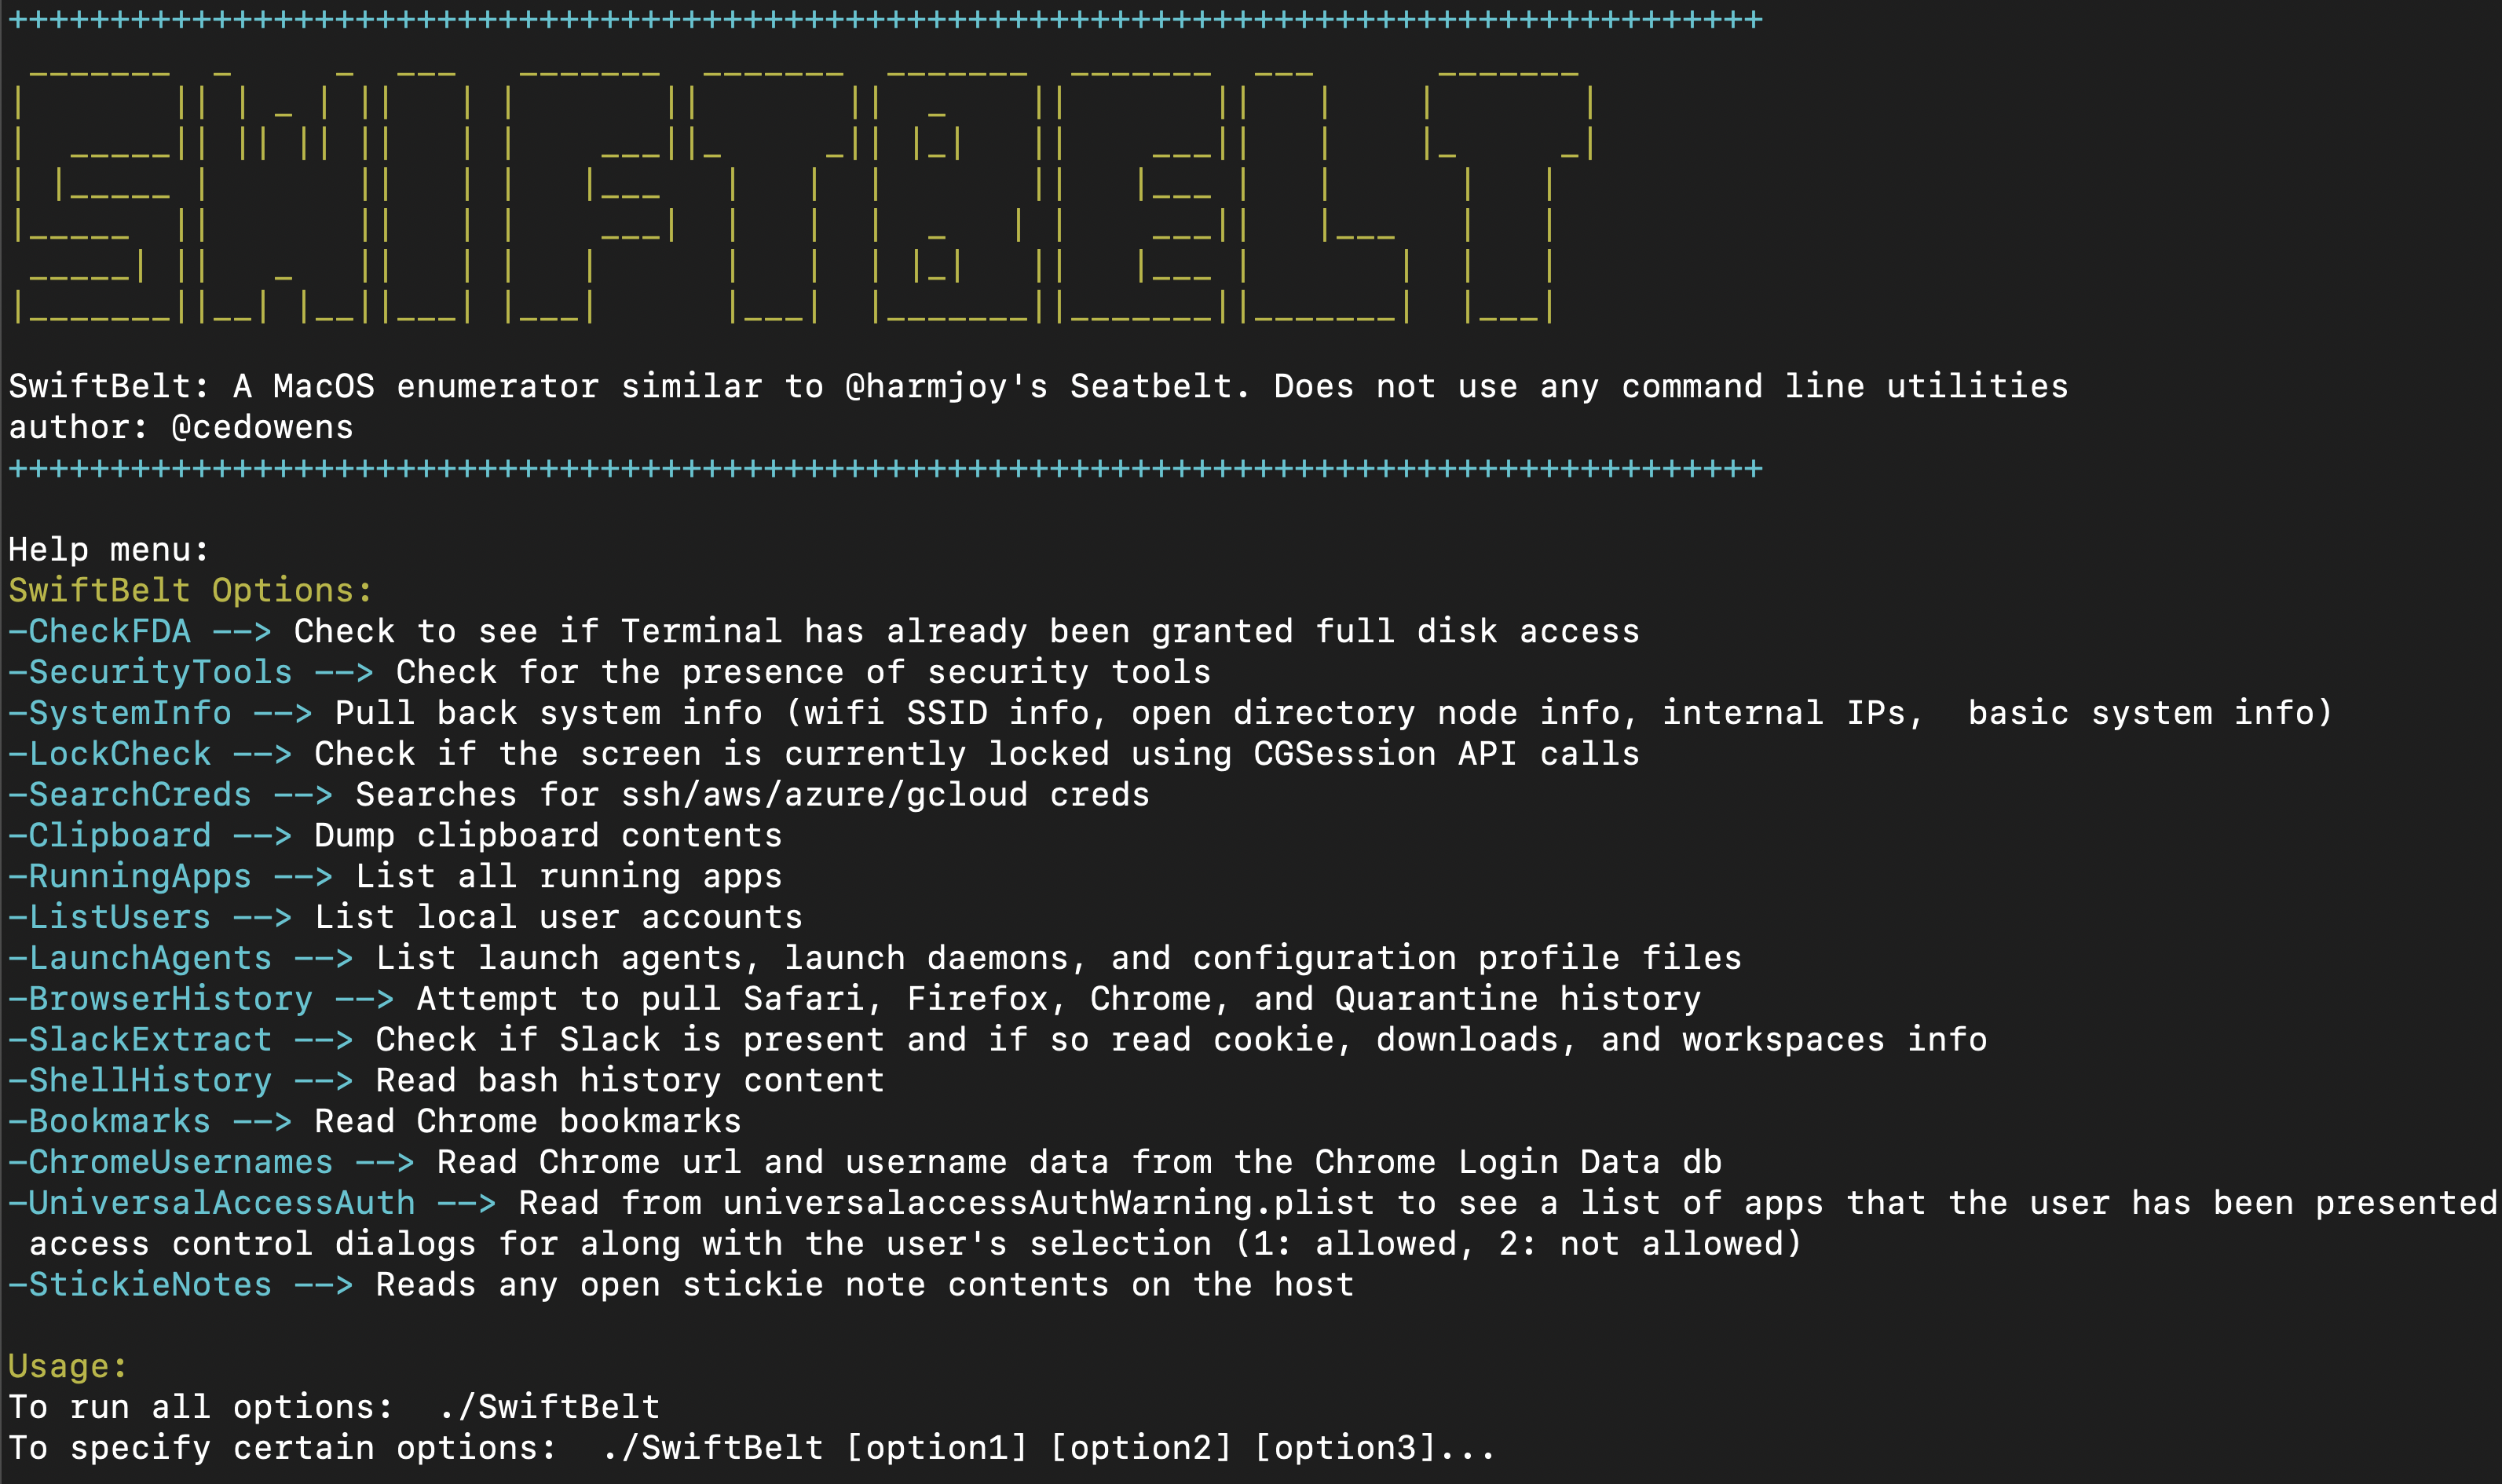 ++++++++++++++++++++++++++++++++++++++++++++++++++++++++++++++++++++++++++++++++++++++
SWIFTBELT
SwiftBelt: A MacOS enumerator similar to @harmjoy's Seatbelt. Does not use any command line utilities
author: @cedowens
++++++++++++++++++++++++++++++++++++++++++++++++++++++++++++++++++++++++++++++++++++++
Help menu:
SwiftBelt Options:
-CheckFDA --> Check to see if Terminal has already been granted full disk access
-SecurityTools --> Check for the presence of security tools
-SystemInfo --> Pull back system info (wifi SSID info, open directory node info, internal IPs,  basic system info)
-LockCheck --> Check if the screen is currently locked using CGSession API calls
-SearchCreds --> Searches for ssh/aws/azure/gcloud creds
-Clipboard --> Dump clipboard contents
-RunningApps --> List all running apps
-ListUsers --> List local user accounts
-LaunchAgents --> List launch agents, launch daemons, and configuration profile files
-BrowserHistory --> Attempt to pull Safari, Firefox, Chrome, and Quarantine history
-SlackExtract --> Check if Slack is present and if so read cookie, downloads, and workspaces info
-ShellHistory --> Read bash history content
-Bookmarks --> Read Chrome bookmarks
-ChromeUsernames --> Read Chrome url and username data from the Chrome Login Data db
-UniversalAccessAuth --> Read from universalaccessAuthWarning.plist to see a list of apps that the user has been presented
 access control dialogs for along with the user's selection (1: allowed, 2: not allowed)
-StickieNotes --> Reads any open stickie note contents on the host
Usage:
To run all options:  ./SwiftBelt
To specify certain options:  ./SwiftBelt [option1] [option2] [option3]...